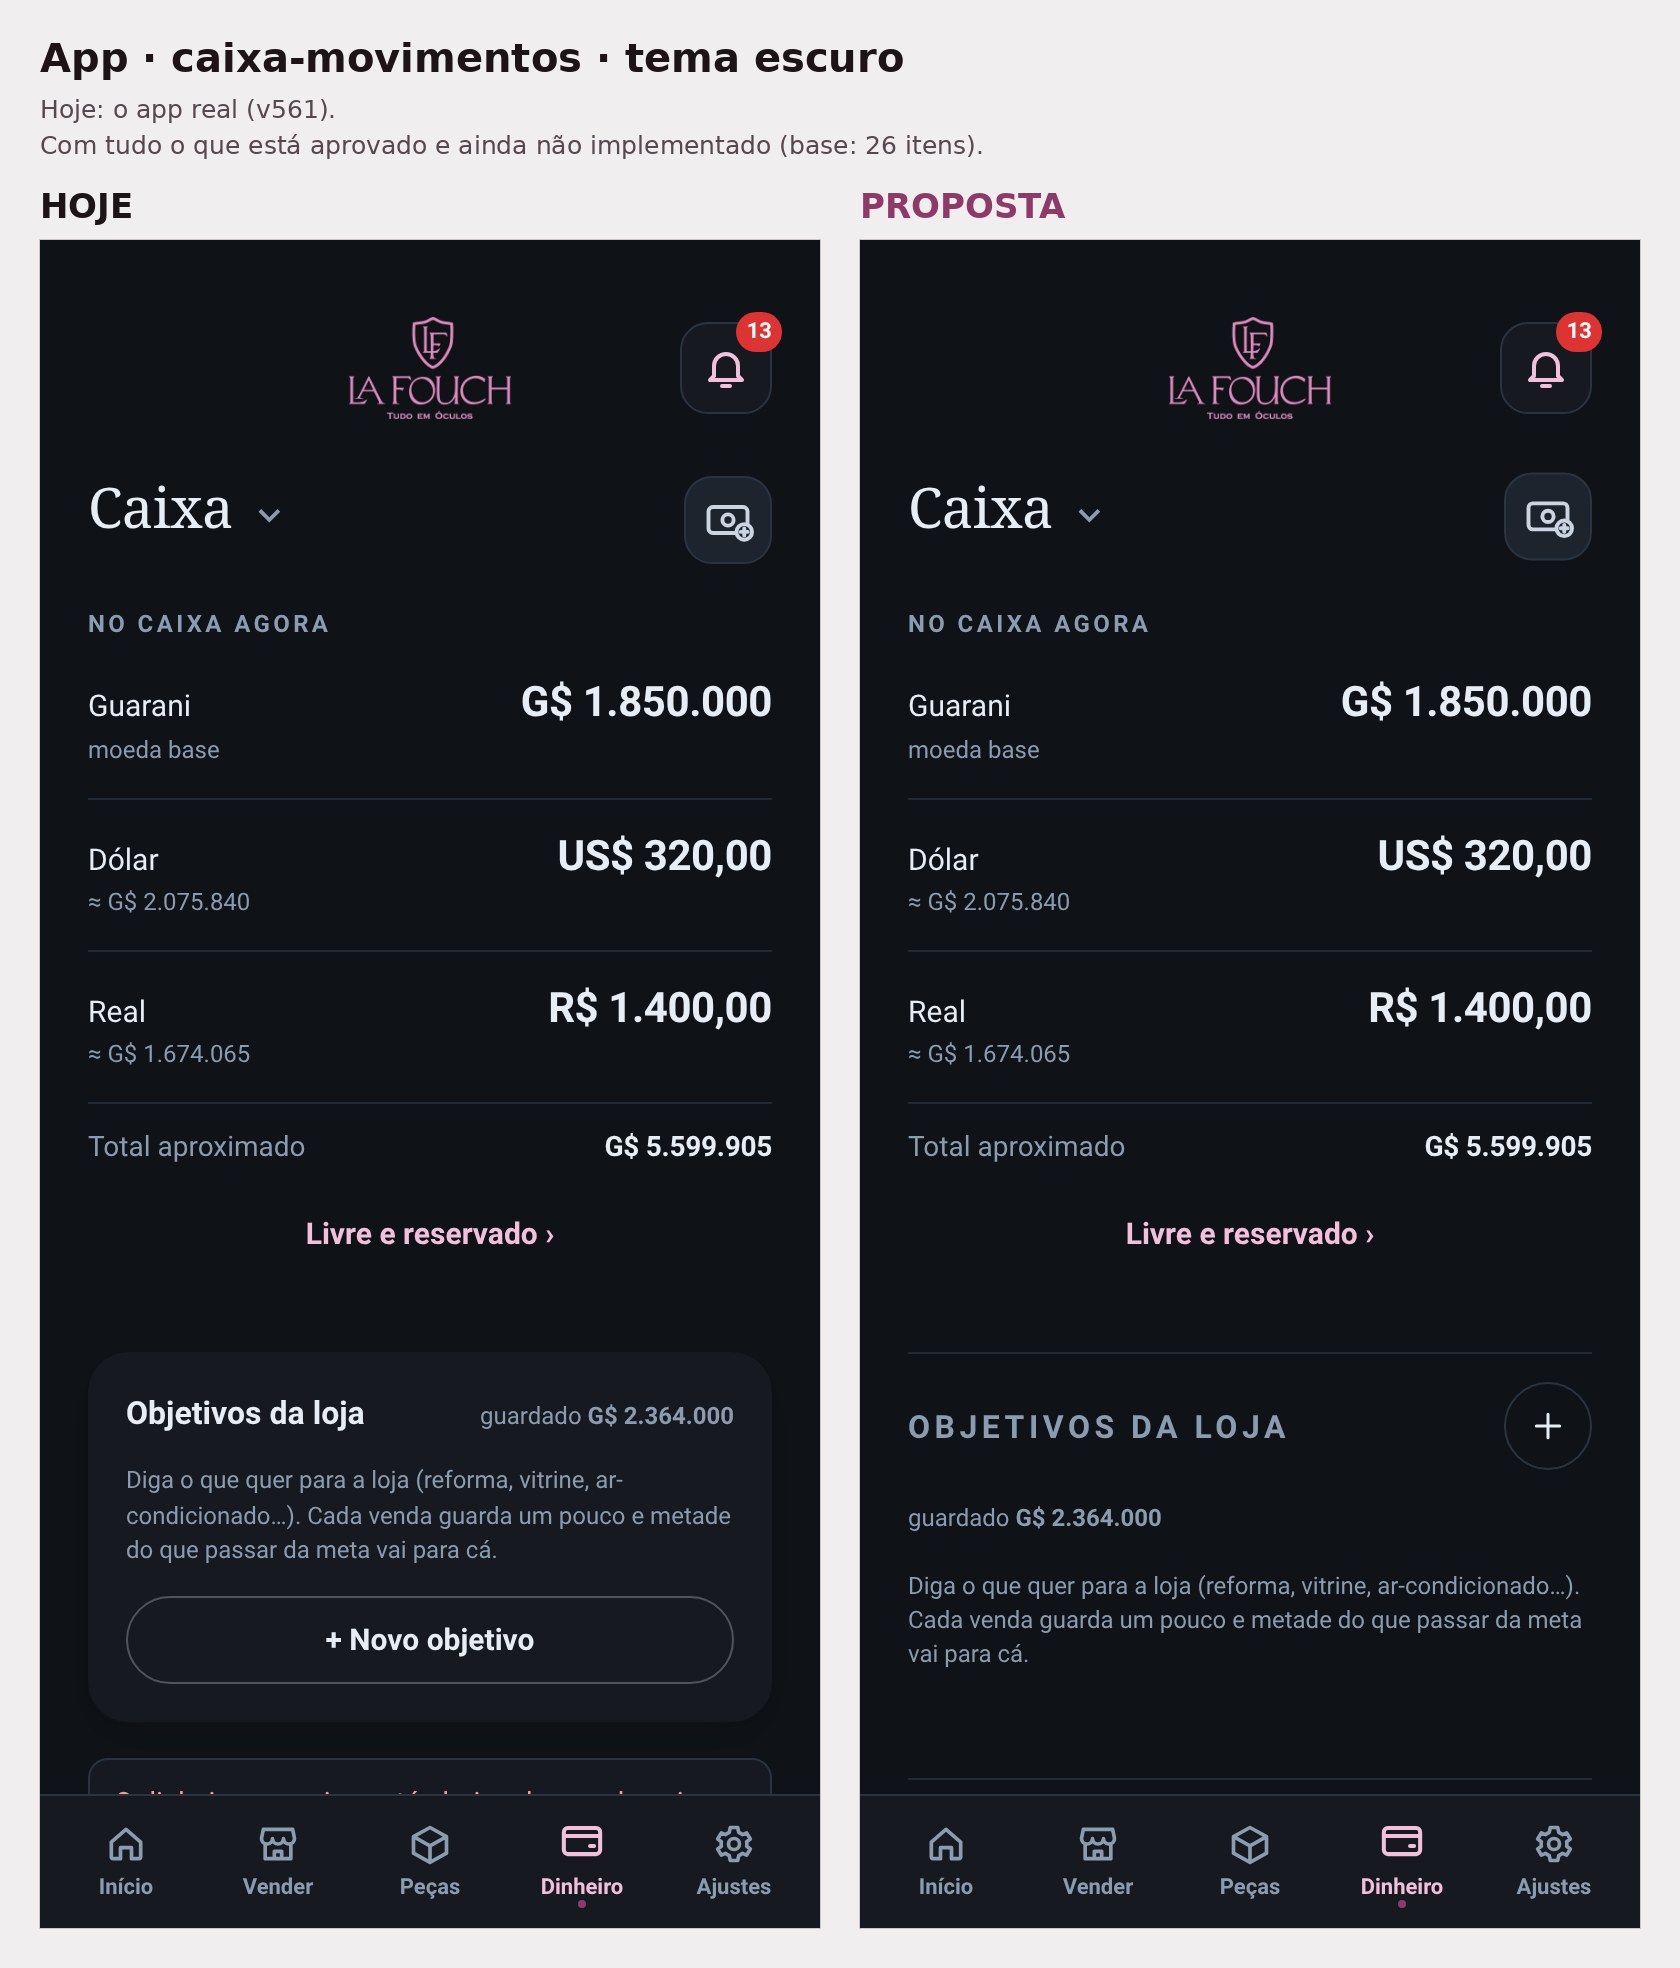 App · caixa-movimentos · tema escuro
Hoje: o app real (v561).
Com tudo o que está aprovado e ainda não implementado (base: 26 itens).
HOJE
LF
LA FOUCH
TUDO EM ÓCULOS
13
Caixa
NO CAIXA AGORA
Guarani G$ 1.850.000
moeda base
Dólar US$ 320,00
≈ G$ 2.075.840
Real R$ 1.400,00
≈ G$ 1.674.065
Total aproximado G$ 5.599.905
Livre e reservado ›
Objetivos da loja guardado G$ 2.364.000
Diga o que quer para a loja (reforma, vitrine, ar-
condicionado…). Cada venda guarda um pouco e metade
do que passar da meta vai para cá.
+ Novo objetivo
Início Vender Peças Dinheiro Ajustes
PROPOSTA
LF
LA FOUCH
TUDO EM ÓCULOS
13
Caixa
NO CAIXA AGORA
Guarani G$ 1.850.000
moeda base
Dólar US$ 320,00
≈ G$ 2.075.840
Real R$ 1.400,00
≈ G$ 1.674.065
Total aproximado G$ 5.599.905
Livre e reservado ›
OBJETIVOS DA LOJA
guardado G$ 2.364.000
Diga o que quer para a loja (reforma, vitrine, ar-condicionado…).
Cada venda guarda um pouco e metade do que passar da meta
vai para cá.
Início Vender Peças Dinheiro Ajustes